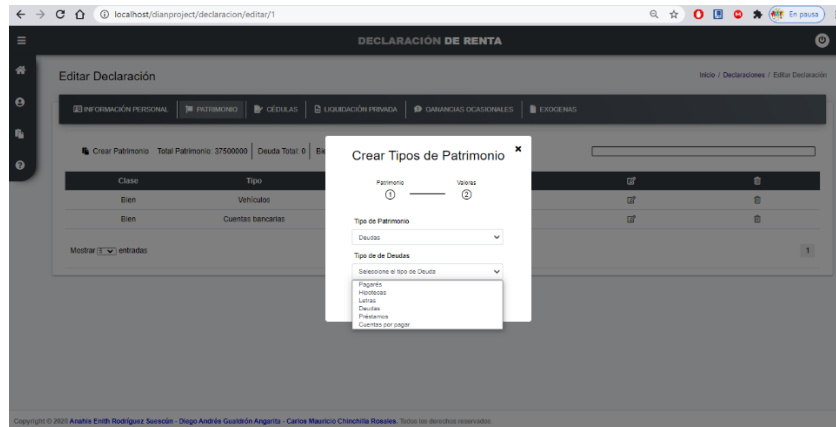 localhost/dianproject/declaracion/editar/1
En pausa
DECLARACIÓN DE RENTA
Editar Declaración
Inicio / Declaraciones / Editar Declaración
INFORMACIÓN PERSONAL PATRIMONIO CÉDULAS LIQUIDACIÓN PRIVADA GANANCIAS OCASIONALES EXOGENAS
Crear Patrimonio Total Patrimonio: 37500000 Deuda Total: 0
Clase Tipo
Bien Vehículos
Bien Cuentas bancarias
Mostrar 5 entradas
1
Crear Tipos de Patrimonio ×
Patrimonio Valores
1 2
Tipo de Patrimonio
Deudas
Tipo de de Deudas
Seleccione el tipo de Deuda
Pagarés
Hipotecas
Letras
Deudas
Préstamos
Cuentas por pagar
Copyright © 2020 Anahis Enith Rodríguez Suescún - Diego Andrés Gualdrón Angarita - Carlos Mauricio Chinchilla Rosales. Todos los derechos reservados.